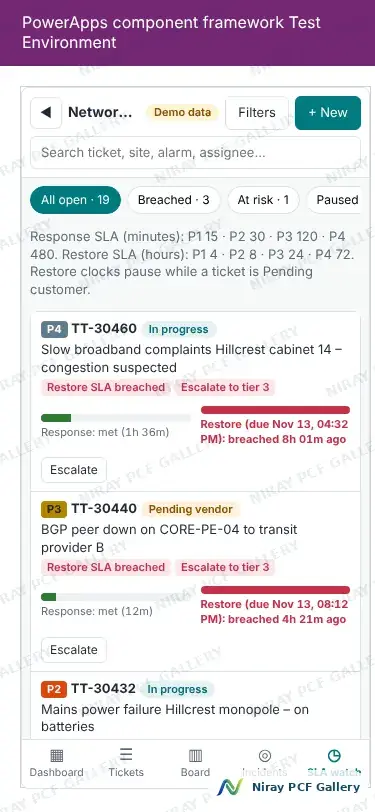 PowerApps component framework Test
Environment
Networ... Demo data Filters + New
Search ticket, site, alarm, assignee...
All open · 19 Breached · 3 At risk · 1 Paused
Response SLA (minutes): P1 15 · P2 30 · P3 120 · P4
480. Restore SLA (hours): P1 4 · P2 8 · P3 24 · P4 72.
Restore clocks pause while a ticket is Pending
customer.
P4 TT-30460 In progress
Slow broadband complaints Hillcrest cabinet 14 –
congestion suspected
Restore SLA breached Escalate to tier 3
Response: met (1h 36m)
Restore (due Nov 13, 04:32
PM): breached 8h 01m ago
Escalate
P3 TT-30440 Pending vendor
BGP peer down on CORE-PE-04 to transit
provider B
Restore SLA breached Escalate to tier 3
Response: met (12m)
Restore (due Nov 13, 08:12
PM): breached 4h 21m ago
Escalate
P2 TT-30432 In progress
Mains power failure Hillcrest monopole – on
batteries
Dashboard Tickets Board Incidents SLA watch
Niray PCF Gallery
NIRAY PCF GALLERY